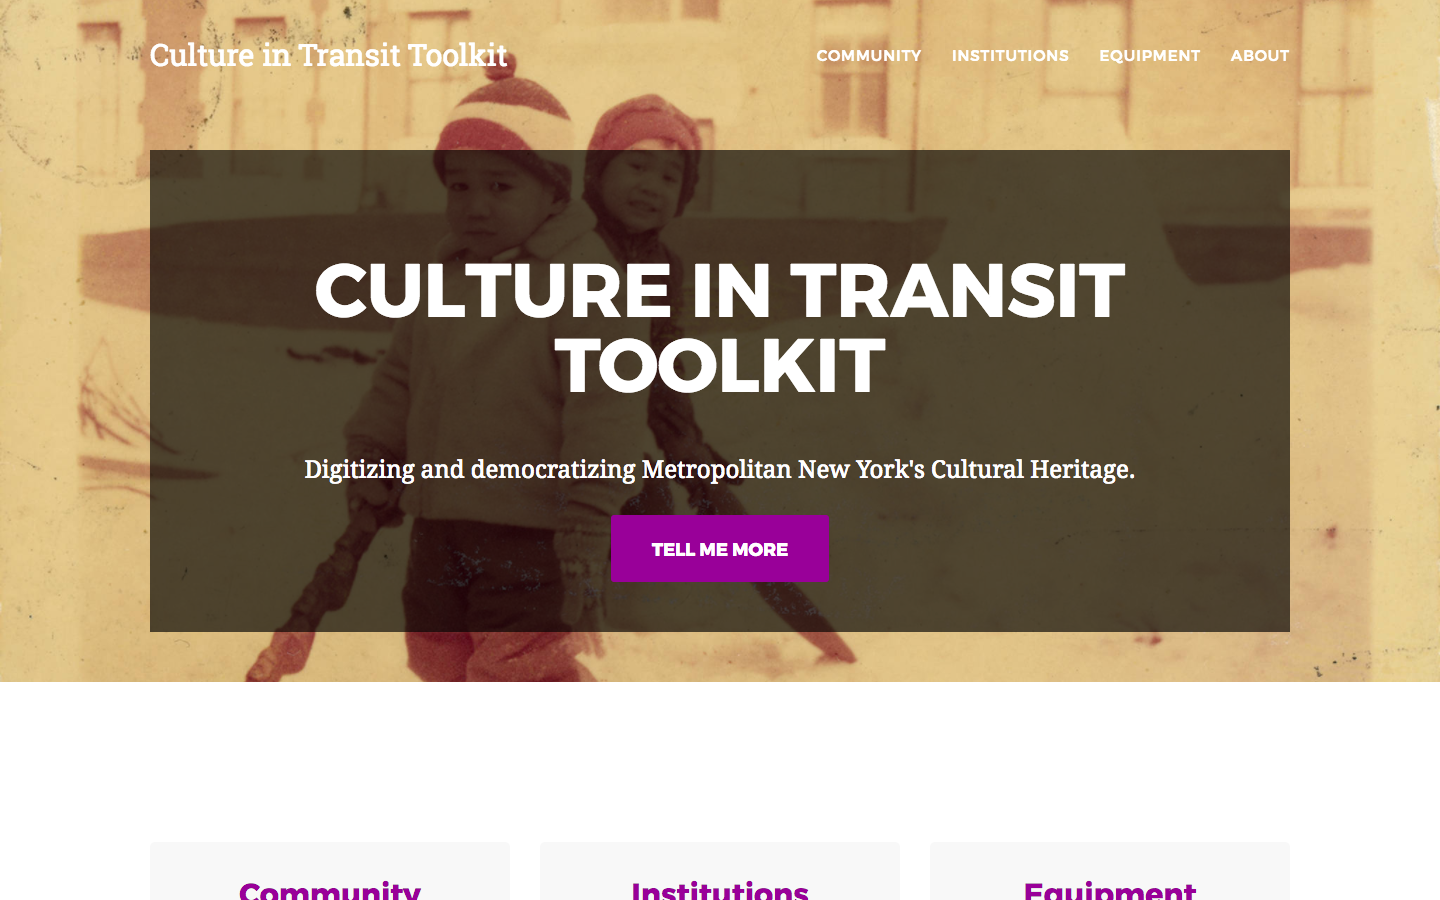 Culture in Transit Toolkit
COMMUNITY INSTITUTIONS EQUIPMENT ABOUT
CULTURE IN TRANSIT
TOOLKIT
Digitizing and democratizing Metropolitan New York's Cultural Heritage.
TELL ME MORE
Community Institutions Equipment